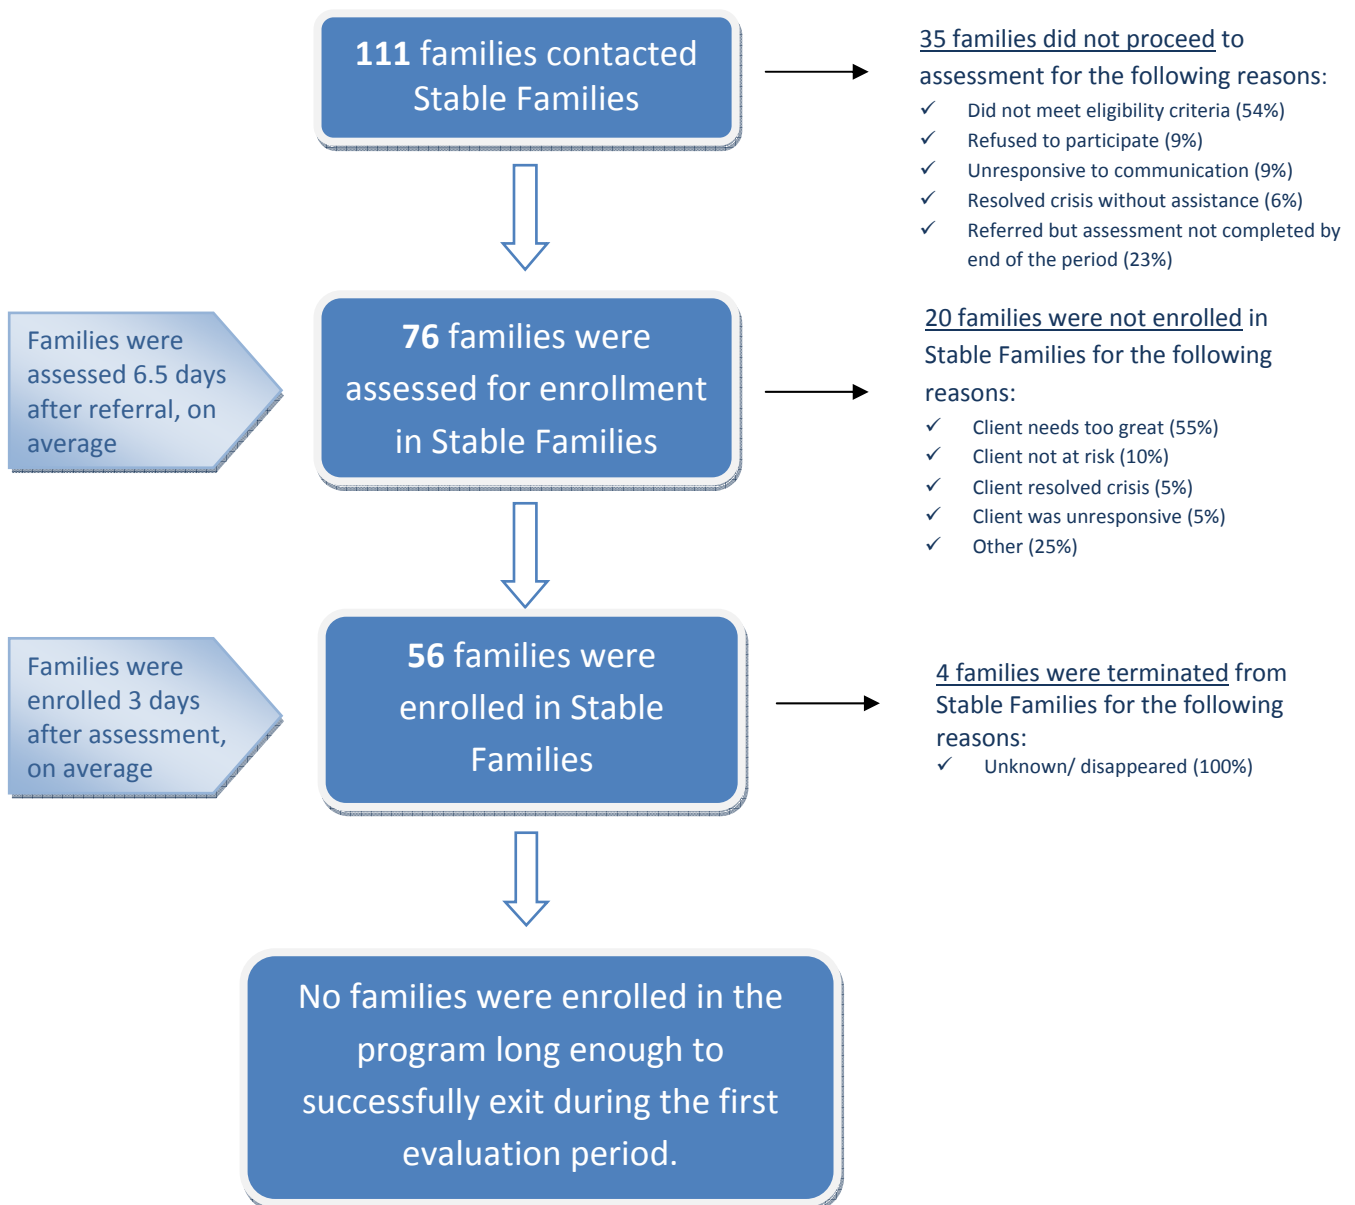 111 families contacted
Stable Families
35 families did not proceed to
assessment for the following reasons:
✓ Did not meet eligibility criteria (54%)
✓ Refused to participate (9%)
✓ Unresponsive to communication (9%)
✓ Resolved crisis without assistance (6%)
✓ Referred but assessment not completed by
end of the period (23%)
Families were
assessed 6.5 days
after referral, on
average
76 families were
assessed for enrollment
in Stable Families
20 families were not enrolled in
Stable Families for the following
reasons:
✓ Client needs too great (55%)
✓ Client not at risk (10%)
✓ Client resolved crisis (5%)
✓ Client was unresponsive (5%)
✓ Other (25%)
Families were
enrolled 3 days
after assessment,
on average
56 families were
enrolled in Stable
Families
4 families were terminated from
Stable Families for the following
reasons:
✓ Unknown/ disappeared (100%)
No families were enrolled in the
program long enough to
successfully exit during the first
evaluation period.